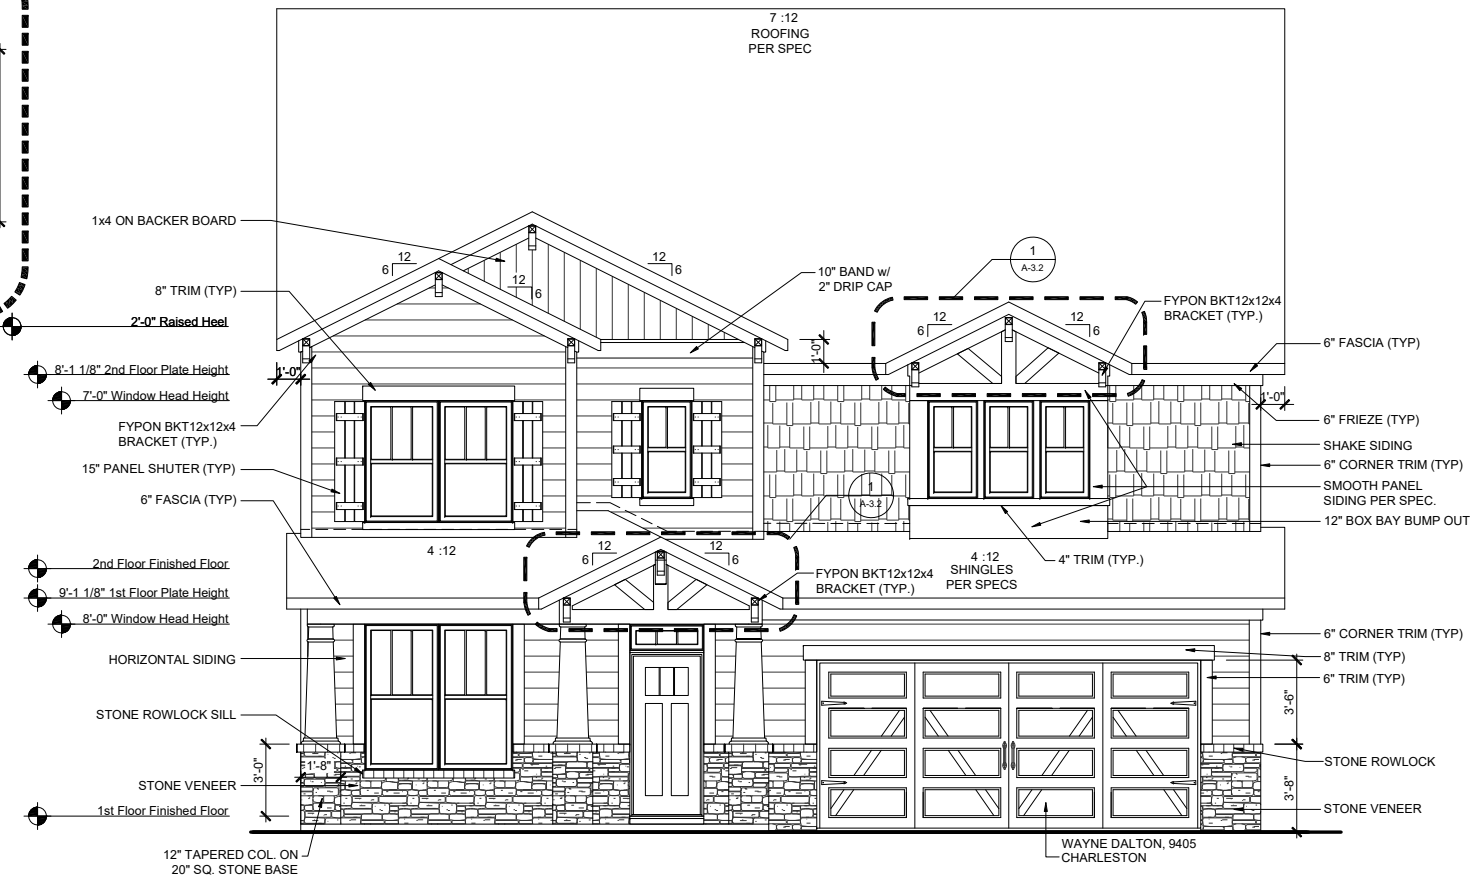 7 :12
ROOFING
PER SPEC
1x4 ON BACKER BOARD
8" TRIM (TYP)
2'-0" Raised Heel
8'-1 1/8" 2nd Floor Plate Height
7'-0" Window Head Height
FYPON BKT12x12x4
BRACKET (TYP.)
15" PANEL SHUTER (TYP)
6" FASCIA (TYP)
2nd Floor Finished Floor
9'-1 1/8" 1st Floor Plate Height
8'-0" Window Head Height
HORIZONTAL SIDING
STONE ROWLOCK SILL
STONE VENEER
1st Floor Finished Floor
12" TAPERED COL. ON
20" SQ. STONE BASE
12
6
12
6
12
6
10" BAND w/
2" DRIP CAP
1'-0"
1'-0"
1
A-3.2
12
6
12
6
FYPON BKT12x12x4
BRACKET (TYP.)
6" FASCIA (TYP)
1'-0"
6" FRIEZE (TYP)
SHAKE SIDING
6" CORNER TRIM (TYP)
SMOOTH PANEL
SIDING PER SPEC.
12" BOX BAY BUMP OUT
1
A-3.2
4 :12
12
6
12
6
FYPON BKT12x12x4
BRACKET (TYP.)
4 :12
SHINGLES
PER SPECS
4" TRIM (TYP.)
6" CORNER TRIM (TYP)
8" TRIM (TYP)
6" TRIM (TYP)
3'-6"
STONE ROWLOCK
3'-8"
STONE VENEER
3'-0"
1'-8"
WAYNE DALTON, 9405
CHARLESTON